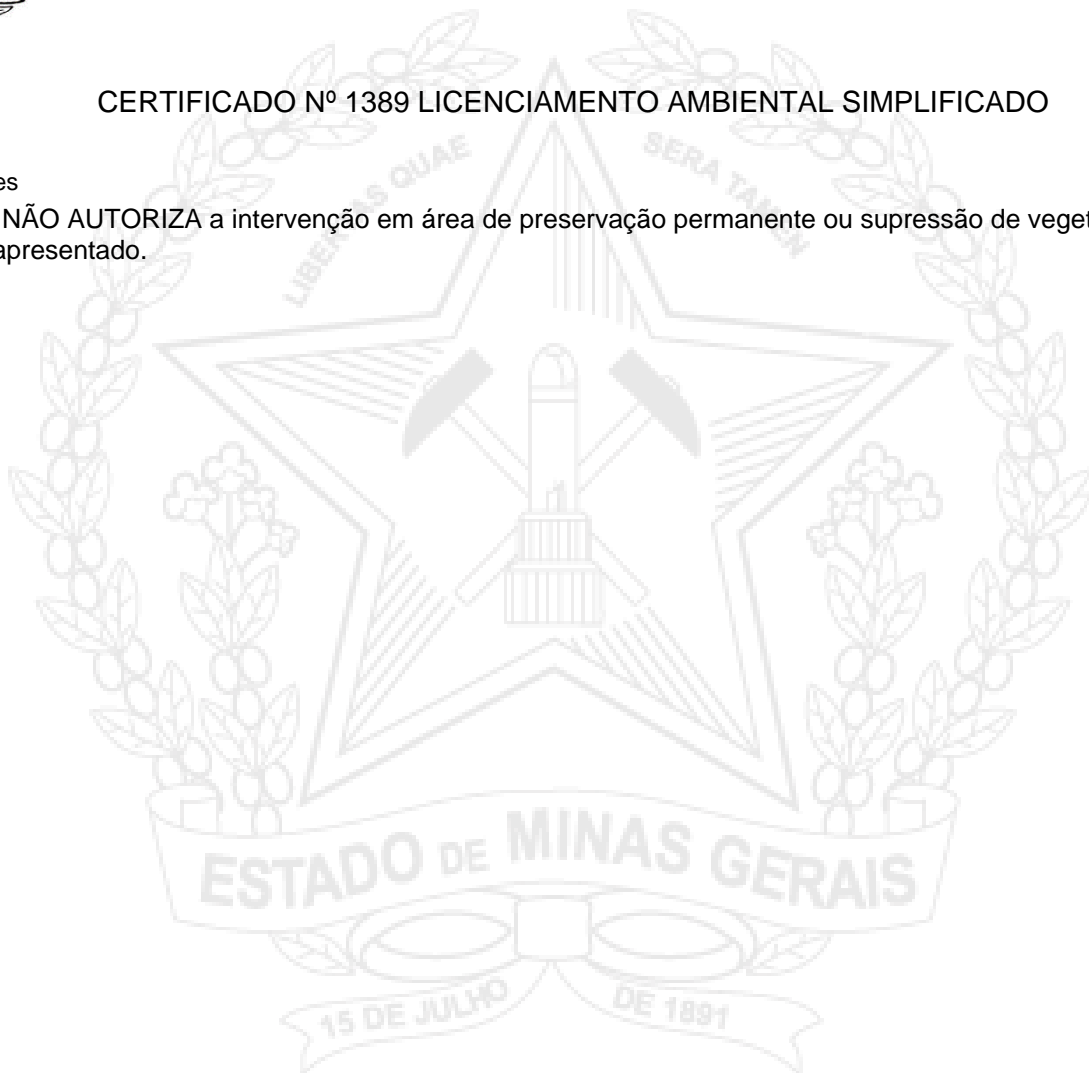 CERTIFICADO Nº 1389 LICENCIAMENTO AMBIENTAL SIMPLIFICADO
LIBERTAS QUAE SERA TAMEN
es
NÃO AUTORIZA a intervenção em área de preservação permanente ou supressão de veget
apresentado.
ESTADO DE MINAS GERAIS
15 DE JULHO DE 1891